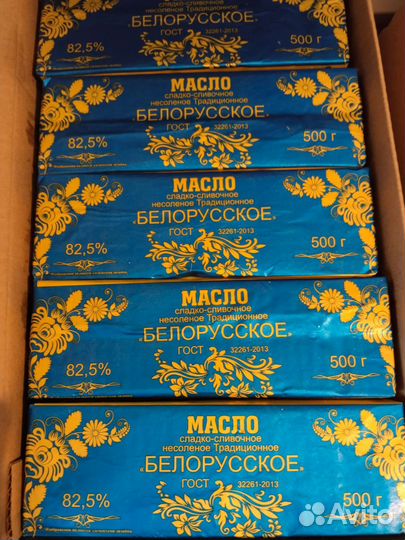 сладко-сливочное
несоленое Традиционное
«БЕЛОРУССКОЕ»
ГОСТ 32261-2013
82,5% 500 г
МАСЛО
сладко-сливочное
несоленое Традиционное
«БЕЛОРУССКОЕ»
ГОСТ 32261-2013
82,5% 500 г
МАСЛО
сладко-сливочное
несоленое Традиционное
«БЕЛОРУССКОЕ»
ГОСТ 32261-2013
82,5% 500 г
МАСЛО
сладко-сливочное
несоленое Традиционное
«БЕЛОРУССКОЕ»
ГОСТ 32261-2013
82,5% 500 г
МАСЛО
сладко-сливочное
несоленое Традиционное
«БЕЛОРУССКОЕ»
ГОСТ 32261-2013
82,5% 500 г
Avito